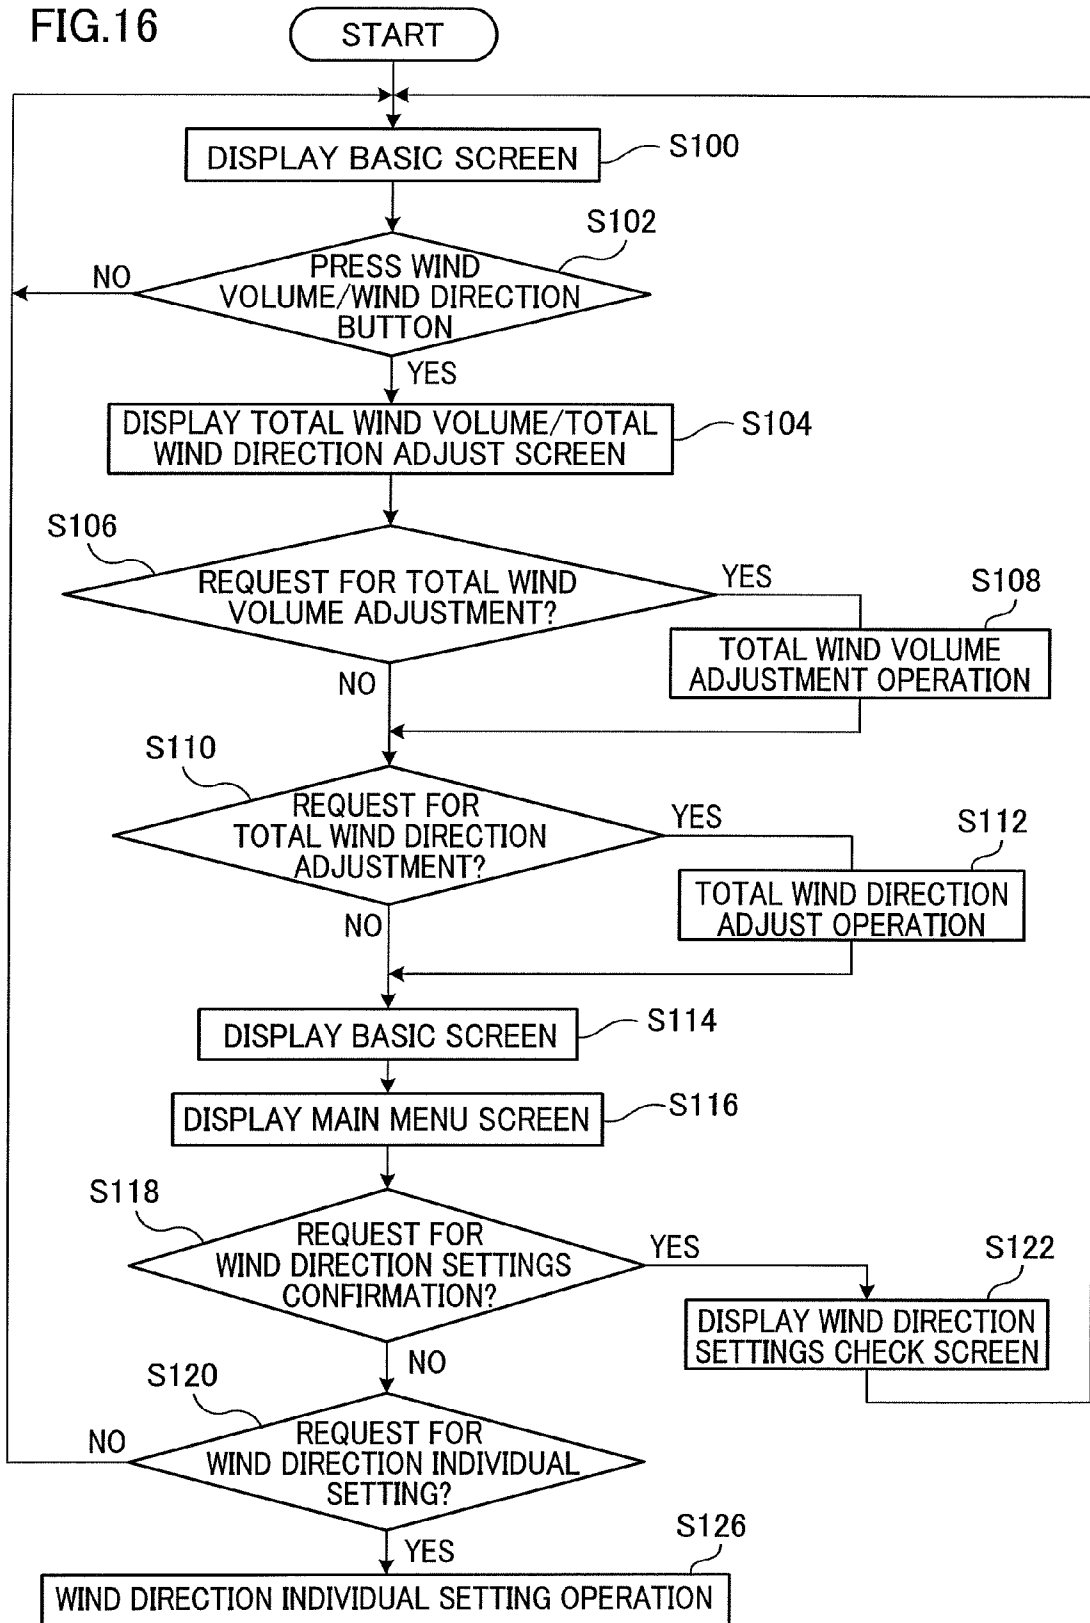 FIG.16
START
DISPLAY BASIC SCREEN
S100
S102
PRESS WIND
VOLUME/WIND DIRECTION
BUTTON
NO
YES
DISPLAY TOTAL WIND VOLUME/TOTAL
WIND DIRECTION ADJUST SCREEN
S104
S106
REQUEST FOR TOTAL WIND
VOLUME ADJUSTMENT?
YES
S108
TOTAL WIND VOLUME
ADJUSTMENT OPERATION
NO
S110
REQUEST FOR
TOTAL WIND DIRECTION
ADJUSTMENT?
YES
S112
TOTAL WIND DIRECTION
ADJUST OPERATION
NO
DISPLAY BASIC SCREEN
S114
DISPLAY MAIN MENU SCREEN
S116
S118
REQUEST FOR
WIND DIRECTION SETTINGS
CONFIRMATION?
YES
S122
DISPLAY WIND DIRECTION
SETTINGS CHECK SCREEN
NO
S120
REQUEST FOR
WIND DIRECTION INDIVIDUAL
SETTING?
NO
YES
S126
WIND DIRECTION INDIVIDUAL SETTING OPERATION